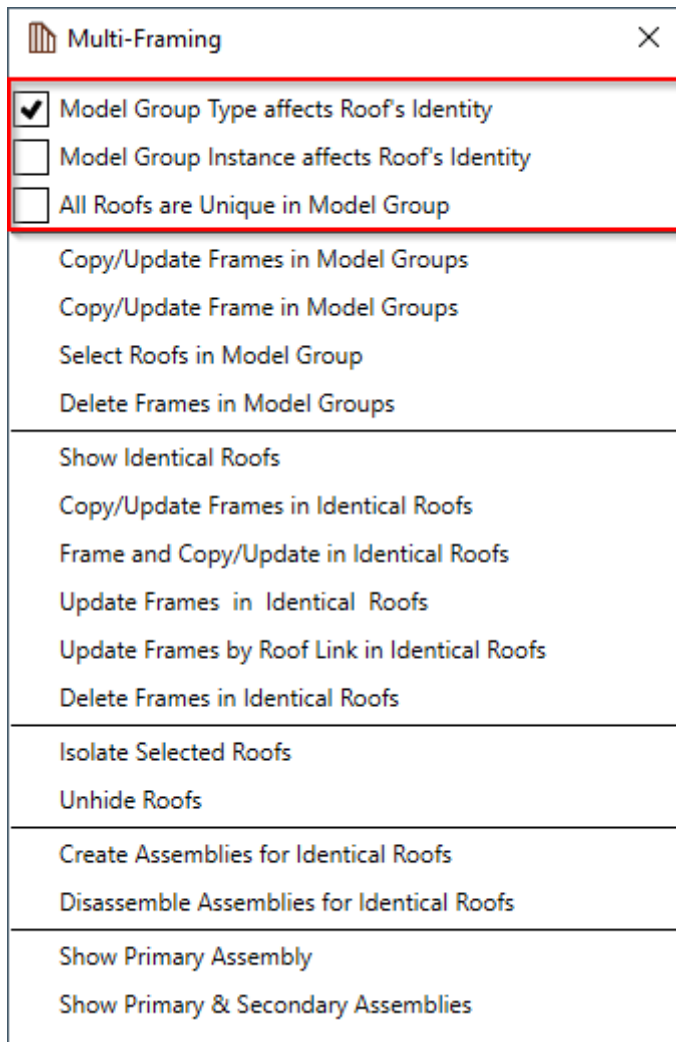 Multi-Framing
Model Group Type affects Roof's Identity
Model Group Instance affects Roof's Identity
All Roofs are Unique in Model Group
Copy/Update Frames in Model Groups
Copy/Update Frame in Model Groups
Select Roofs in Model Group
Delete Frames in Model Groups
Show Identical Roofs
Copy/Update Frames in Identical Roofs
Frame and Copy/Update in Identical Roofs
Update Frames  in  Identical  Roofs
Update Frames by Roof Link in Identical Roofs
Delete Frames in Identical Roofs
Isolate Selected Roofs
Unhide Roofs
Create Assemblies for Identical Roofs
Disassemble Assemblies for Identical Roofs
Show Primary Assembly
Show Primary & Secondary Assemblies